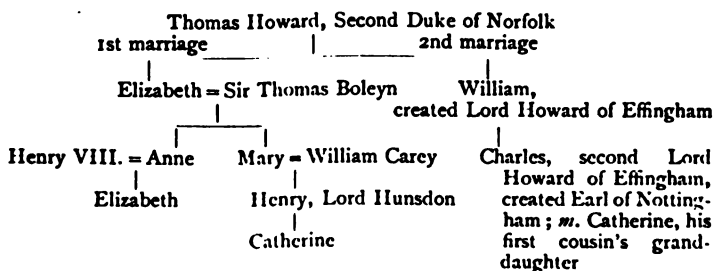 Thomas Howard, Second Duke of Norfolk
1st marriage 2nd marriage
Elizabeth = Sir Thomas Boleyn William,
created Lord Howard of Effingham
Henry VIII. = Anne Mary = William Carey Charles, second Lord
Howard of Effingham,
Elizabeth Henry, Lord Hunsdon created Earl of Notting-
ham; m. Catherine, his
Catherine first cousin's grand-
daughter